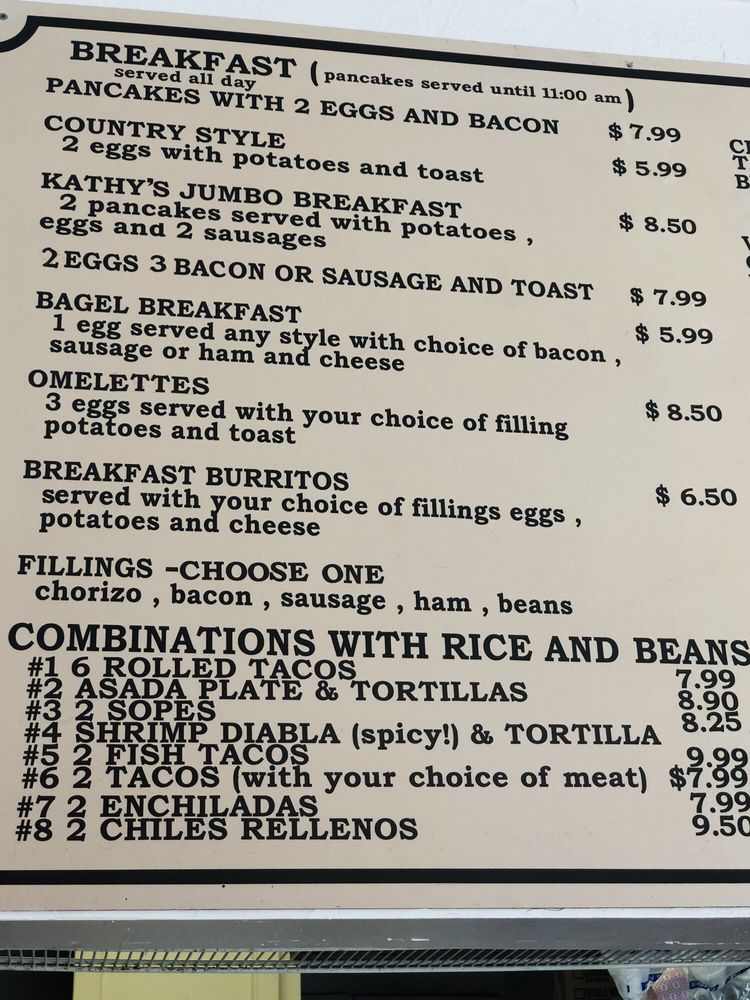 BREAKFAST (pancakes served until 11:00 am)
served all day
PANCAKES WITH 2 EGGS AND BACON $ 7.99
COUNTRY STYLE
2 eggs with potatoes and toast $ 5.99
KATHY'S JUMBO BREAKFAST
2 pancakes served with potatoes , $ 8.50
eggs and 2 sausages
2 EGGS 3 BACON OR SAUSAGE AND TOAST $ 7.99
BAGEL BREAKFAST $ 5.99
1 egg served any style with choice of bacon ,
sausage or ham and cheese
OMELETTES
3 eggs served with your choice of filling $ 8.50
potatoes and toast
BREAKFAST BURRITOS
served with your choice of fillings eggs , $ 6.50
potatoes and cheese
FILLINGS -CHOOSE ONE
chorizo , bacon , sausage , ham , beans
COMBINATIONS WITH RICE AND BEANS
#1 6 ROLLED TACOS 7.99
#2 ASADA PLATE & TORTILLAS 8.90
#3 2 SOPES 8.25
#4 SHRIMP DIABLA (spicy!) & TORTILLA
#5 2 FISH TACOS 9.99
#6 2 TACOS (with your choice of meat) $7.99
#7 2 ENCHILADAS 7.99
#8 2 CHILES RELLENOS 9.50